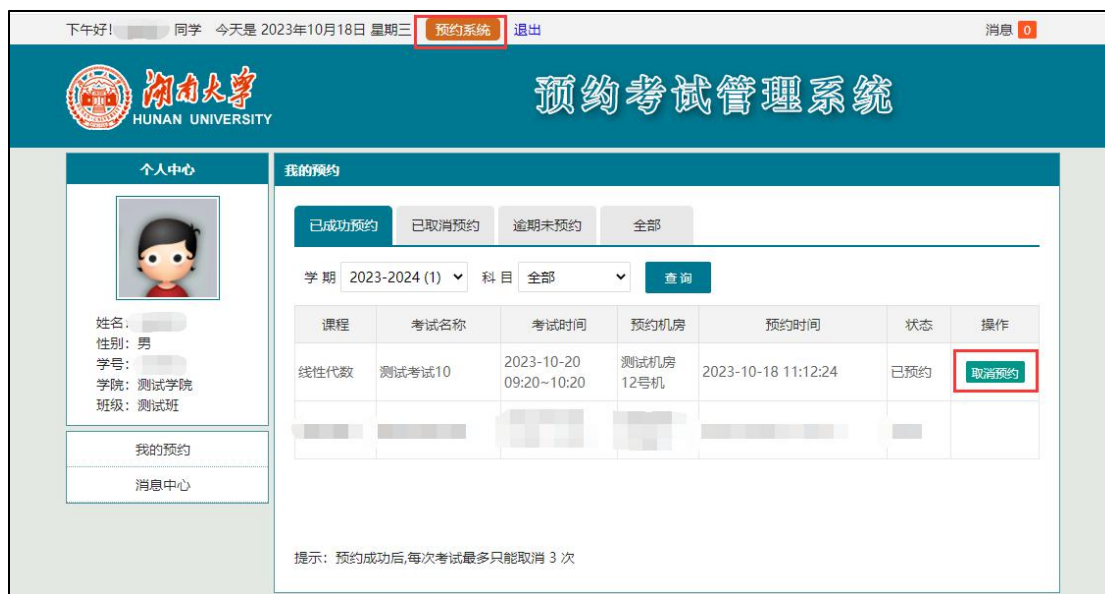 下午好! 同学 今天是 2023年10月18日 星期三 预约系统 退出 消息 0
湖南大学
HUNAN UNIVERSITY
预约考试管理系统
个人中心
姓名:
性别: 男
学号:
学院: 测试学院
班级: 测试班
我的预约
消息中心
我的预约
已成功预约 已取消预约 逾期未预约 全部
学期 2023-2024 (1) 科目 全部 查询
课程 考试名称 考试时间 预约机房 预约时间 状态 操作
线性代数 测试考试10 2023-10-20 09:20~10:20 测试机房 12号机 2023-10-18 11:12:24 已预约 取消预约
提示: 预约成功后,每次考试最多只能取消 3 次